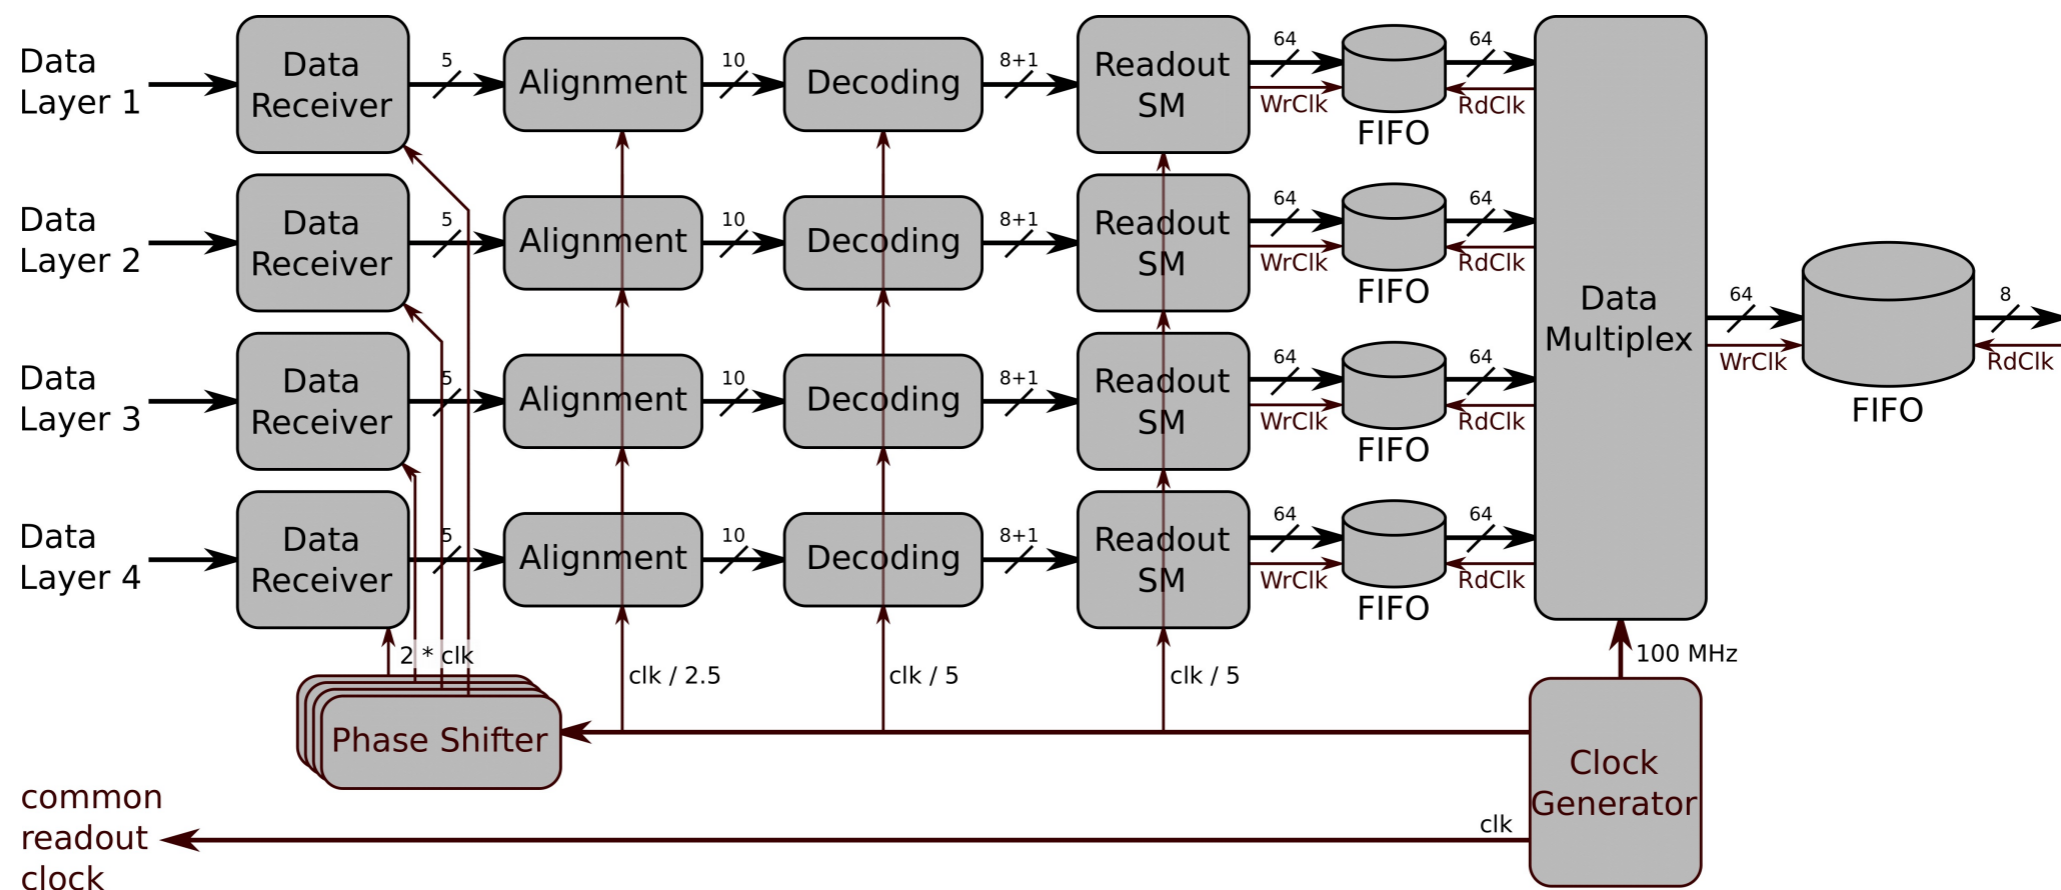 Data
Layer 1
Data
Receiver
5
Alignment
10
Decoding
8+1
Readout
SM
64
WrClk
FIFO
64
RdClk
Data
Layer 2
Data
Receiver
5
Alignment
10
Decoding
8+1
Readout
SM
64
WrClk
FIFO
64
RdClk
Data
Layer 3
Data
Receiver
5
Alignment
10
Decoding
8+1
Readout
SM
64
WrClk
FIFO
64
RdClk
Data
Layer 4
Data
Receiver
5
Alignment
10
Decoding
8+1
Readout
SM
64
WrClk
FIFO
64
RdClk
Data
Multiplex
64
WrClk
FIFO
8
RdClk
2 * clk
clk / 2.5
clk / 5
clk / 5
100 MHz
Phase Shifter
Clock
Generator
clk
common
readout
clock